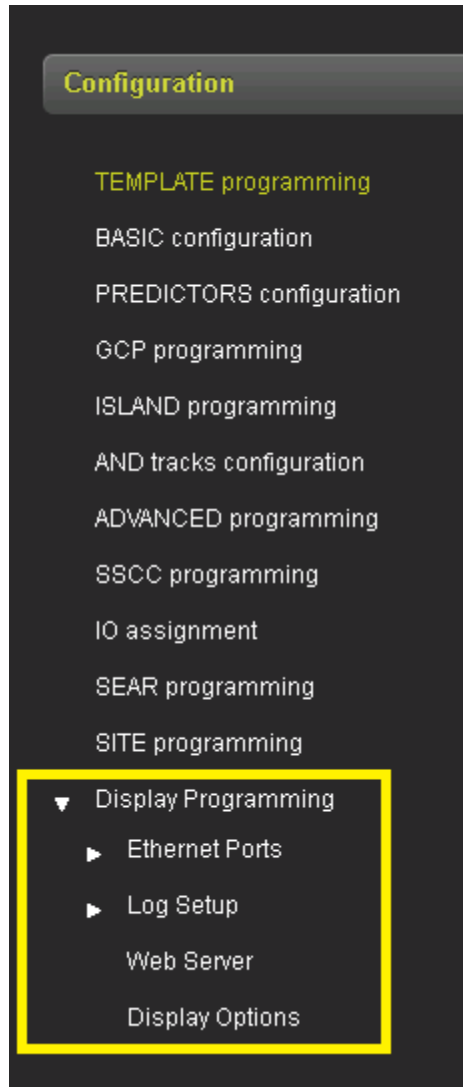 Configuration
TEMPLATE programming
BASIC configuration
PREDICTORS configuration
GCP programming
ISLAND programming
AND tracks configuration
ADVANCED programming
SSCC programming
IO assignment
SEAR programming
SITE programming
Display Programming
Ethernet Ports
Log Setup
Web Server
Display Options